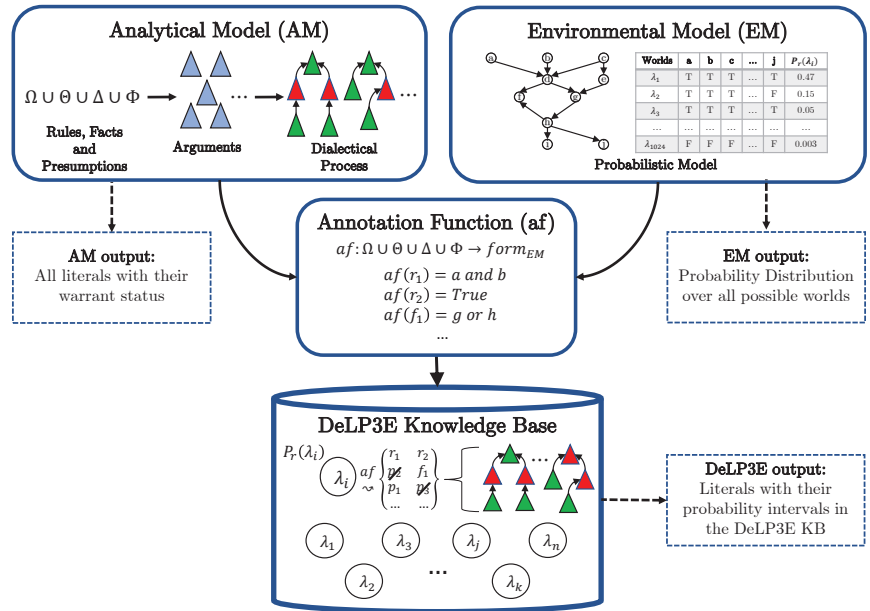 Analytical Model (AM)
Ω ∪ Θ ∪ Δ ∪ Φ
...
...
Rules, Facts
and
Presumptions
Arguments
Dialectical
Process
Environmental Model (EM)
a
b
c
d
e
f
g
h
i
j
Worlds a b c ... j Pr(λi)
λ1 T T T ... T 0.47
λ2 T T T ... F 0.15
λ3 T T T ... T 0.05
... ... ... ... ... ... ...
λ1024 F F F ... F 0.003
Probabilistic Model
AM output:
All literals with their
warrant status
Annotation Function (af)
af: Ω ∪ Θ ∪ Δ ∪ Φ → formEM
af(r1) = a and b
af(r2) = True
af(f1) = g or h
...
EM output:
Probability Distribution
over all possible worlds
DeLP3E Knowledge Base
Pr(λi)
λi
af
⤳
r1 r2
p2 f1
p1 p3
... ...
...
λ1
λ3
λj
λn
λ2
...
λk
DeLP3E output:
Literals with their
probability intervals in
the DeLP3E KB